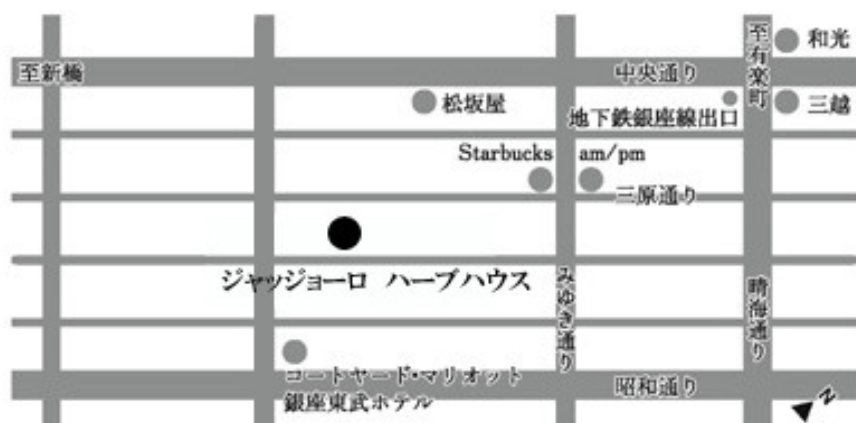 和光
至有楽町
至新橋
中央通り
松坂屋
地下鉄銀座線出口
三越
Starbucks
am/pm
三原通り
ジャッジョーロ ハーブハウス
みゆき通り
晴海通り
コートヤード・マリオット
銀座東武ホテル
昭和通り
N